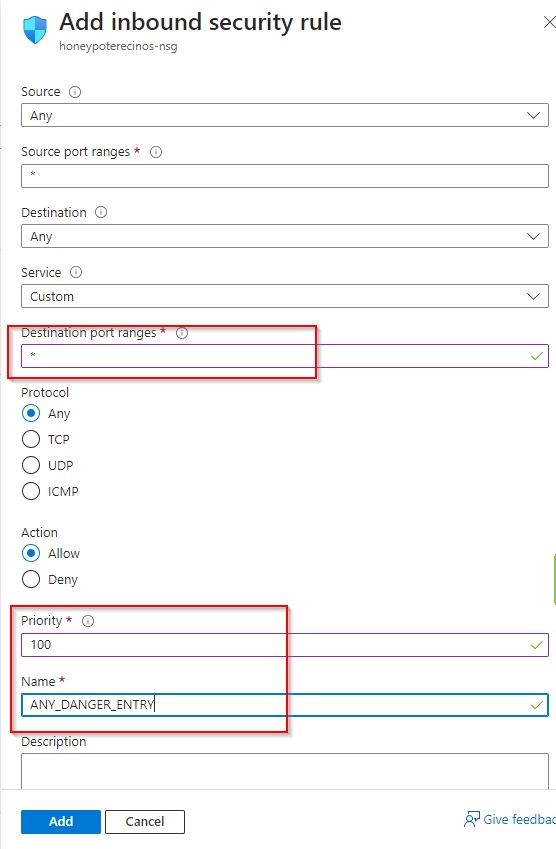 Add inbound security rule
honeypoterecinos-nsg
Source
Any
Source port ranges *
*
Destination
Any
Service
Custom
Destination port ranges *
*
Protocol
Any
TCP
UDP
ICMP
Action
Allow
Deny
Priority *
100
Name *
ANY_DANGER_ENTRY
Description
Add Cancel
Give feedbac